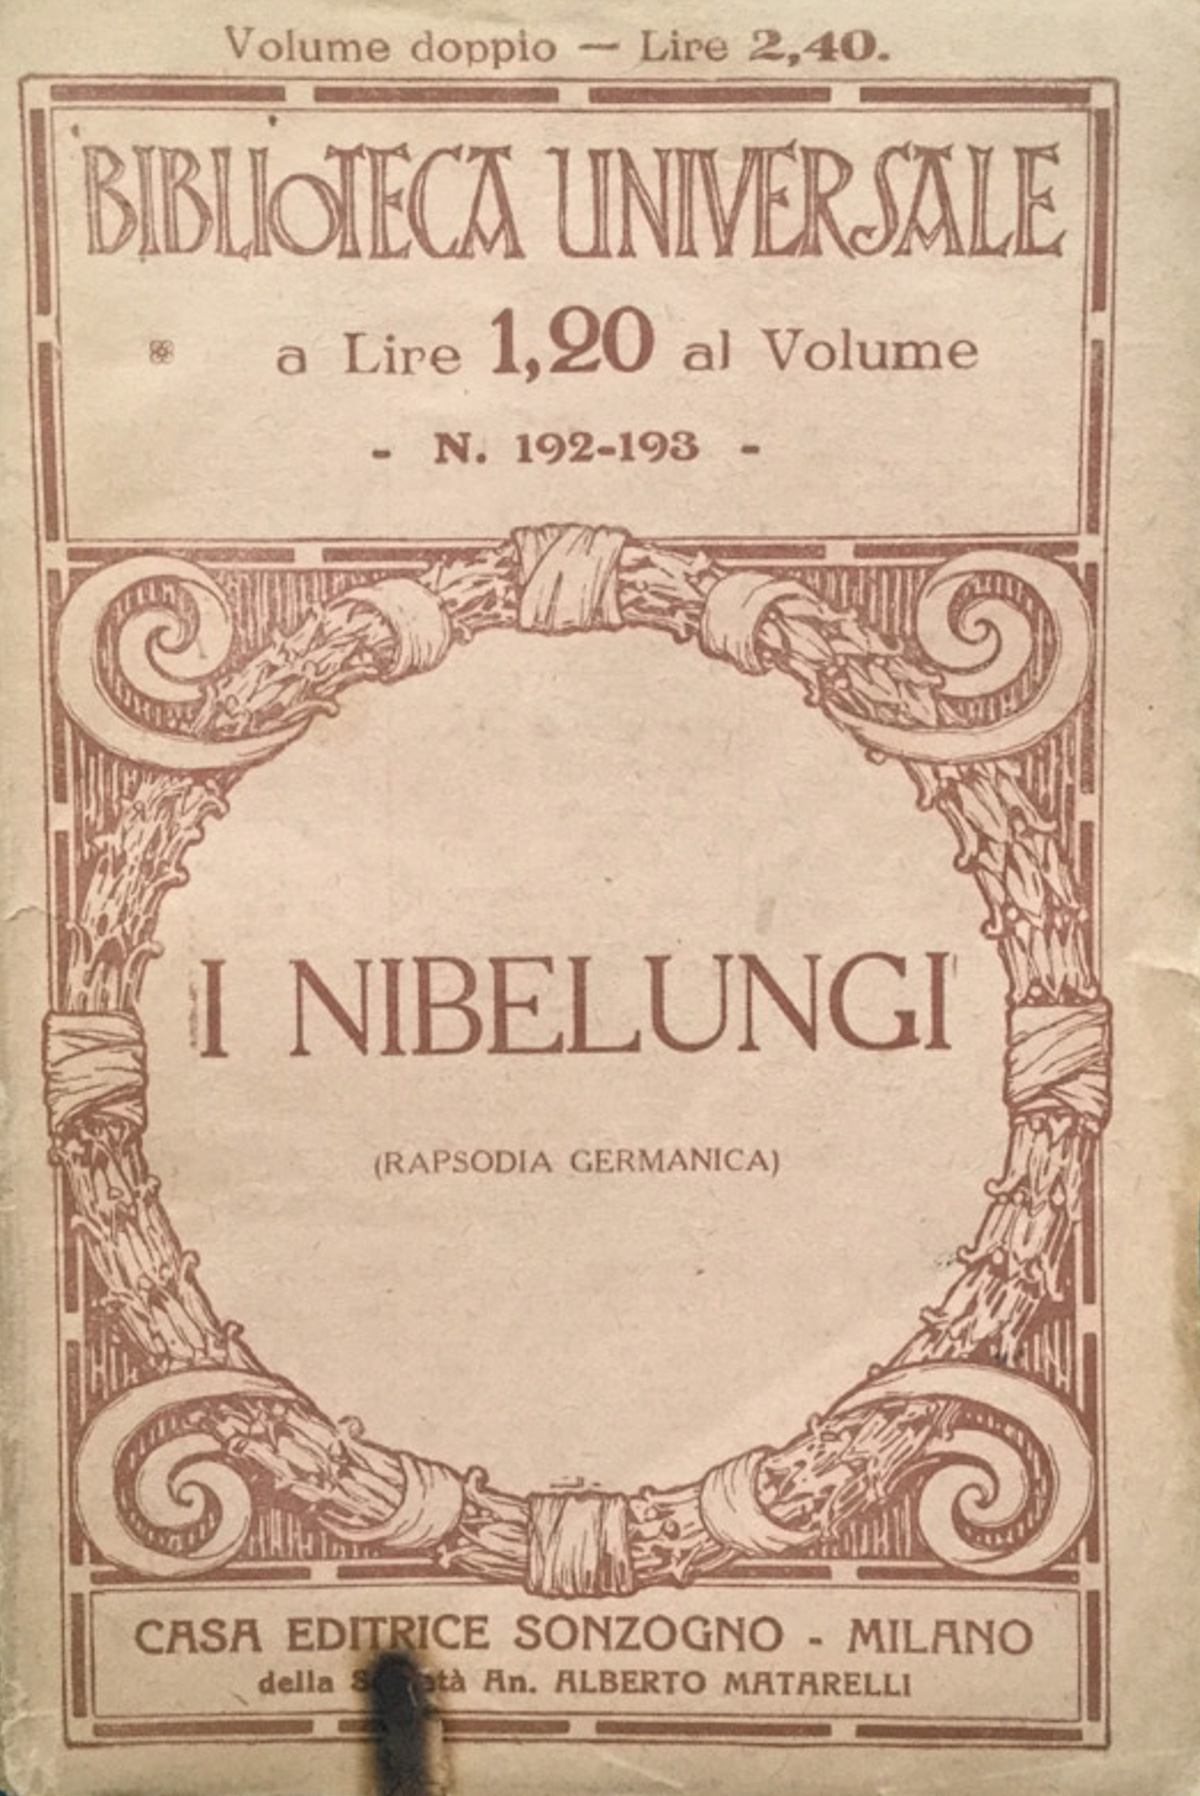 Volume doppio — Lire 2,40.
BIBLIOTECA UNIVERSALE
a Lire 1,20 al Volume
- N. 192-193 -
I NIBELUNGI
(RAPSODIA GERMANICA)
CASA EDITRICE SONZOGNO - MILANO
della An. ALBERTO MATARELLI